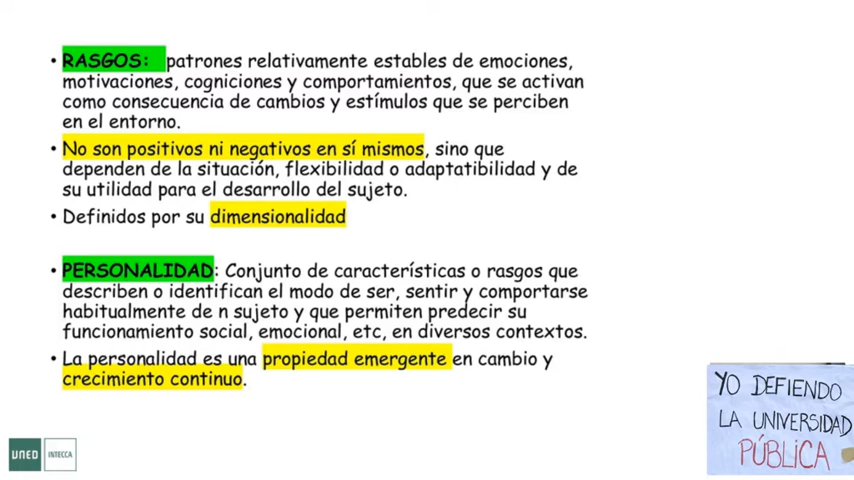 • RASGOS: patrones relativamente estables de emociones,
motivaciones, cogniciones y comportamientos, que se activan
como consecuencia de cambios y estímulos que se perciben
en el entorno.
• No son positivos ni negativos en sí mismos, sino que
dependen de la situación, flexibilidad o adaptatibilidad y de
su utilidad para el desarrollo del sujeto.
• Definidos por su dimensionalidad
• PERSONALIDAD: Conjunto de características o rasgos que
describen o identifican el modo de ser, sentir y comportarse
habitualmente de n sujeto y que permiten predecir su
funcionamiento social, emocional, etc, en diversos contextos.
• La personalidad es una propiedad emergente en cambio y
crecimiento continuo.
YO DEFIENDO
LA UNIVERSIDAD
PÚBLICA
UNED INTECCA